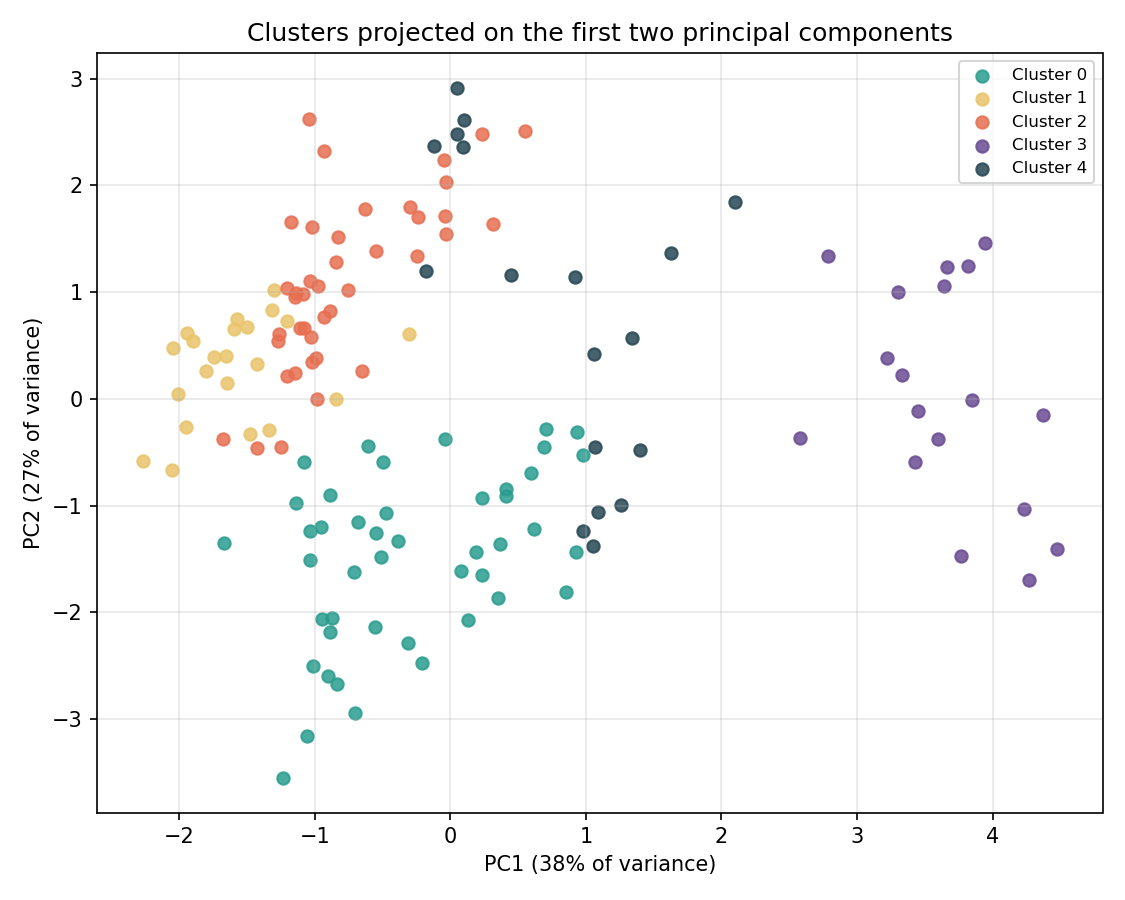 Clusters projected on the first two principal components
Cluster 0
Cluster 1
Cluster 2
Cluster 3
Cluster 4
3
2
1
0
−1
−2
−3
PC2 (27% of variance)
−2
−1
0
1
2
3
4
PC1 (38% of variance)